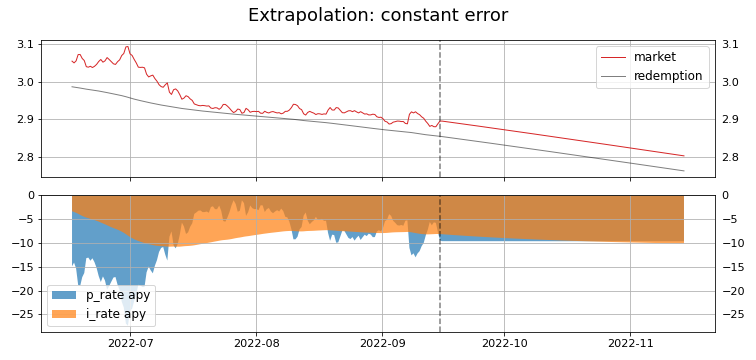 Extrapolation: constant error
3.1 3.1
market
redemption
3.0 3.0
2.9 2.9
2.8 2.8
0 0
−5 −5
−10 −10
−15 −15
−20 −20
p_rate apy
i_rate apy
−25 −25
2022-07 2022-08 2022-09 2022-10 2022-11